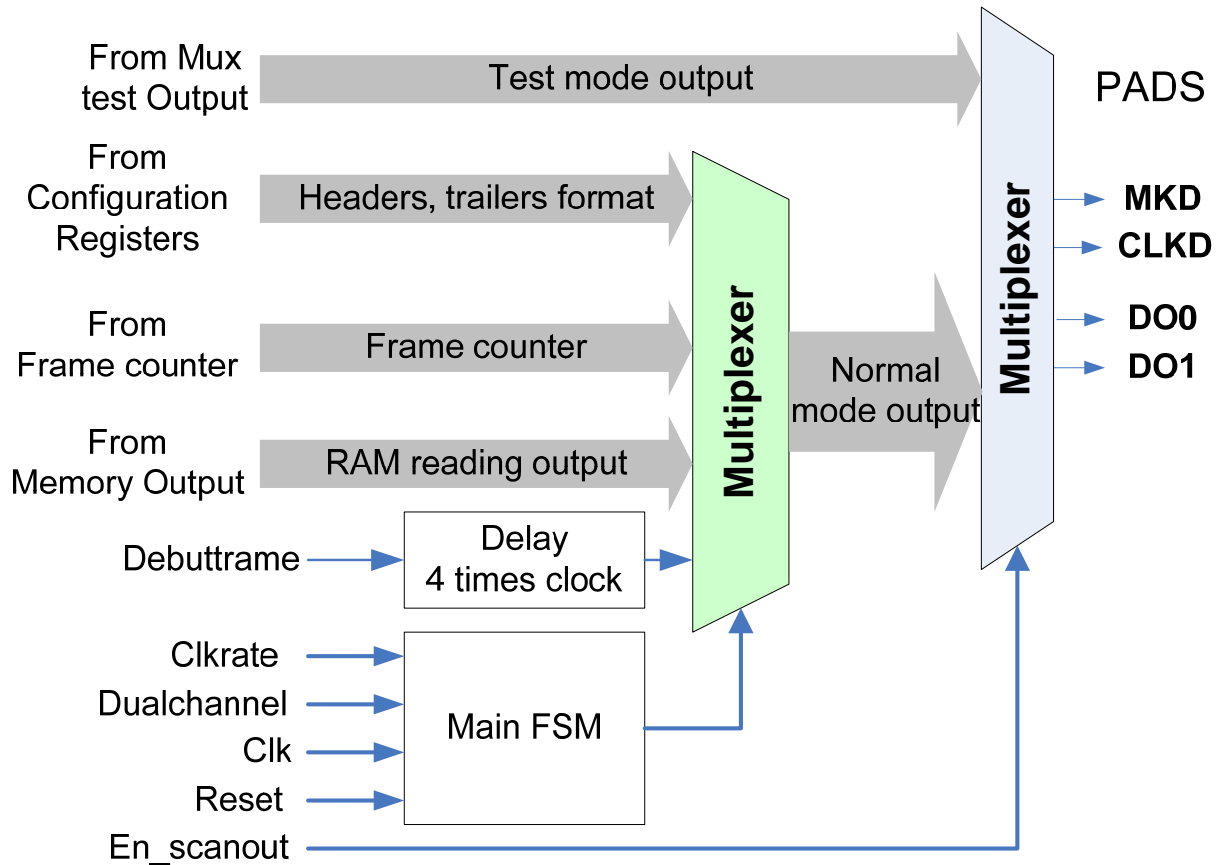 From Mux
test Output
Test mode output
PADS
From
Configuration
Registers
Headers, trailers format
MKD
CLKD
DO0
DO1
Multiplexer
Multiplexer
From
Frame counter
Frame counter
Normal
mode output
From
Memory Output
RAM reading output
Debuttrame
Delay
4 times clock
Clkrate
Dualchannel
Clk
Reset
Main FSM
En_scanout